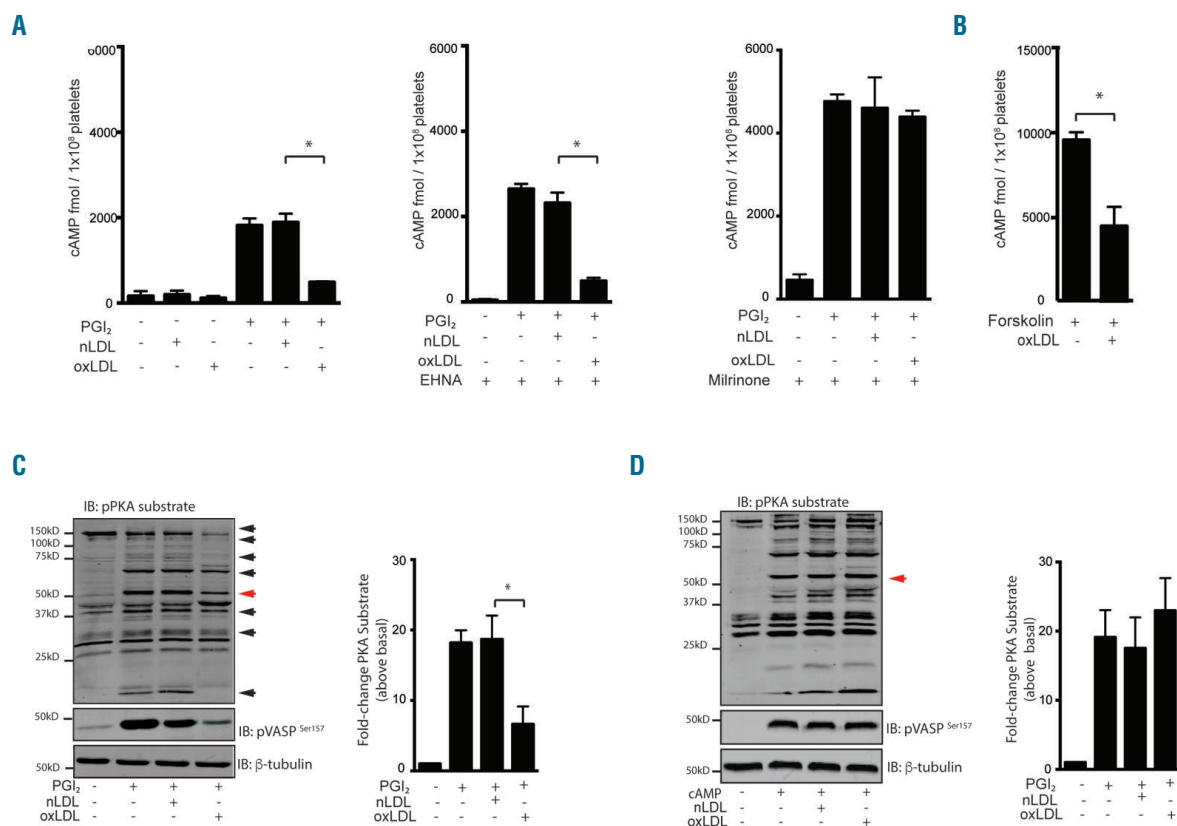 A
B
6000
4000
2000
0
cAMP fmol / 1x10⁸ platelets
*
PGI₂ - - - + + +
nLDL - + - - + -
oxLDL - - + - - +
6000
4000
2000
0
cAMP fmol / 1x10⁸ platelets
*
PGI₂ - + + +
nLDL - - + -
oxLDL - - - +
EHNA + + + +
6000
4000
2000
0
cAMP fmol / 1x10⁸ platelets
PGI₂ - + + +
nLDL - - + -
oxLDL - - - +
Milrinone + + + +
15000
10000
5000
0
cAMP fmol / 1x10⁸ platelets
*
Forskolin + +
oxLDL - +
C
D
IB: pPKA substrate
150kD
100kD
75kD
50kD
37kD
25kD
50kD
IB: pVASP Ser157
50kD
IB: β-tubulin
PGI₂ - + + +
nLDL - - + -
oxLDL - - - +
30
20
10
0
Fold-change PKA Substrate
(above basal)
*
PGI₂ - + + +
nLDL - - + -
oxLDL - - - +
IB: pPKA substrate
150kD
100kD
75kD
50kD
37kD
25kD
50kD
IB: pVASP Ser157
50kD
IB: β-tubulin
cAMP - + + +
nLDL - - + -
oxLDL - - - +
30
20
10
0
Fold-change PKA Substrate
(above basal)
PGI₂ - + + +
nLDL - - + -
oxLDL - - - +